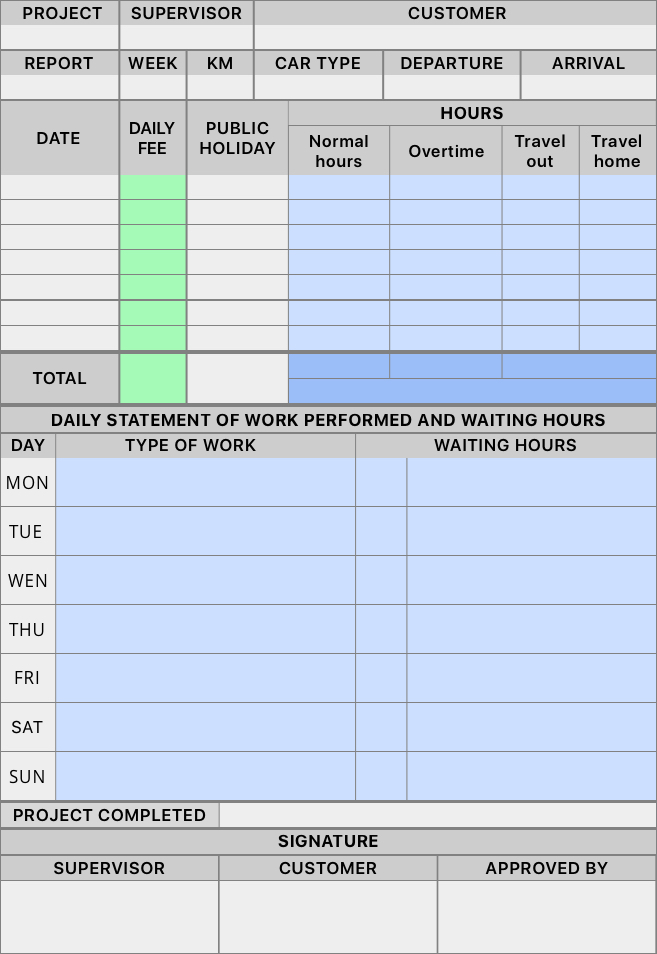 PROJECT SUPERVISOR CUSTOMER
REPORT WEEK KM CAR TYPE DEPARTURE ARRIVAL
DATE DAILY FEE PUBLIC HOLIDAY HOURS
Normal hours Overtime Travel out Travel home
TOTAL
DAILY STATEMENT OF WORK PERFORMED AND WAITING HOURS
DAY TYPE OF WORK WAITING HOURS
MON
TUE
WEN
THU
FRI
SAT
SUN
PROJECT COMPLETED
SIGNATURE
SUPERVISOR CUSTOMER APPROVED BY